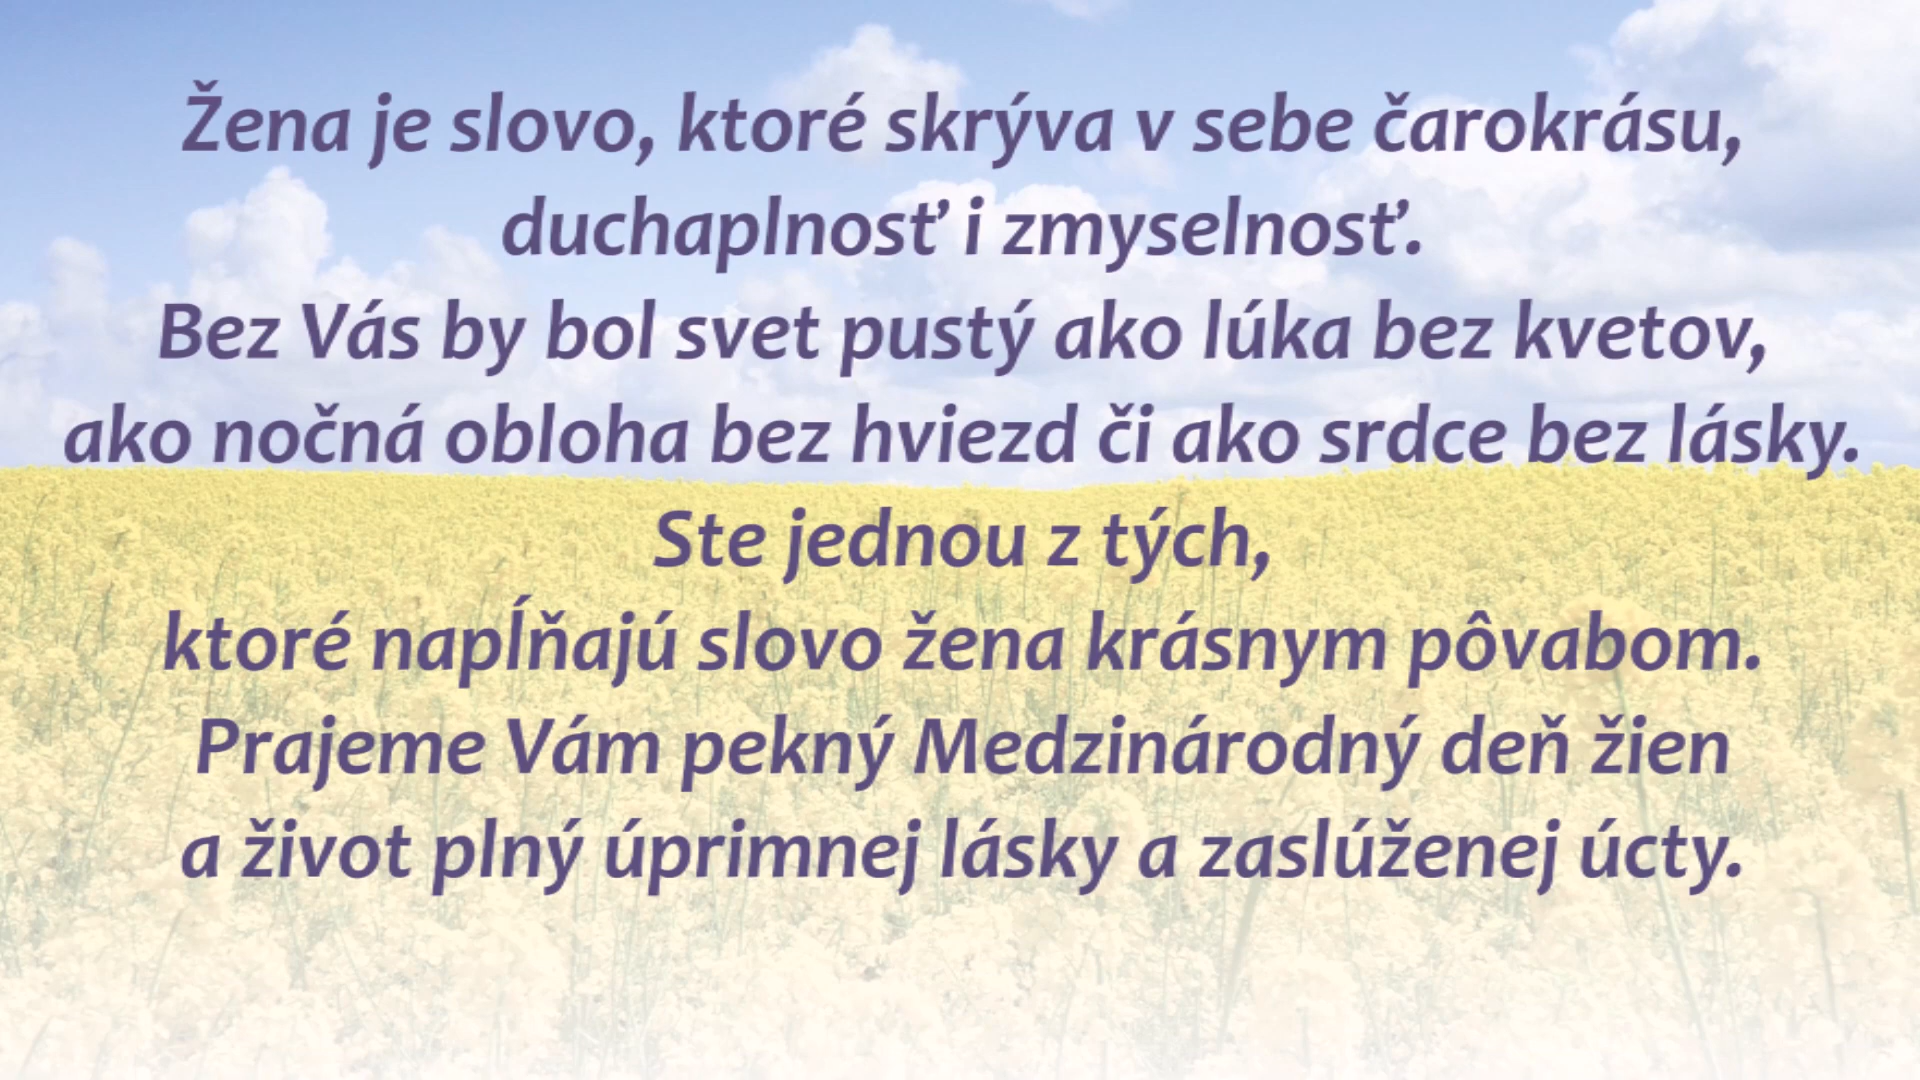 Žena je slovo, ktoré skrýva v sebe čarokrásu,
duchaplnosť i zmyselnosť.
Bez Vás by bol svet pustý ako lúka bez kvetov,
ako nočná obloha bez hviezd či ako srdce bez lásky.
Ste jednou z tých,
ktoré napĺňajú slovo žena krásnym pôvabom.
Prajeme Vám pekný Medzinárodný deň žien
a život plný úprimnej lásky a zaslúženej úcty.